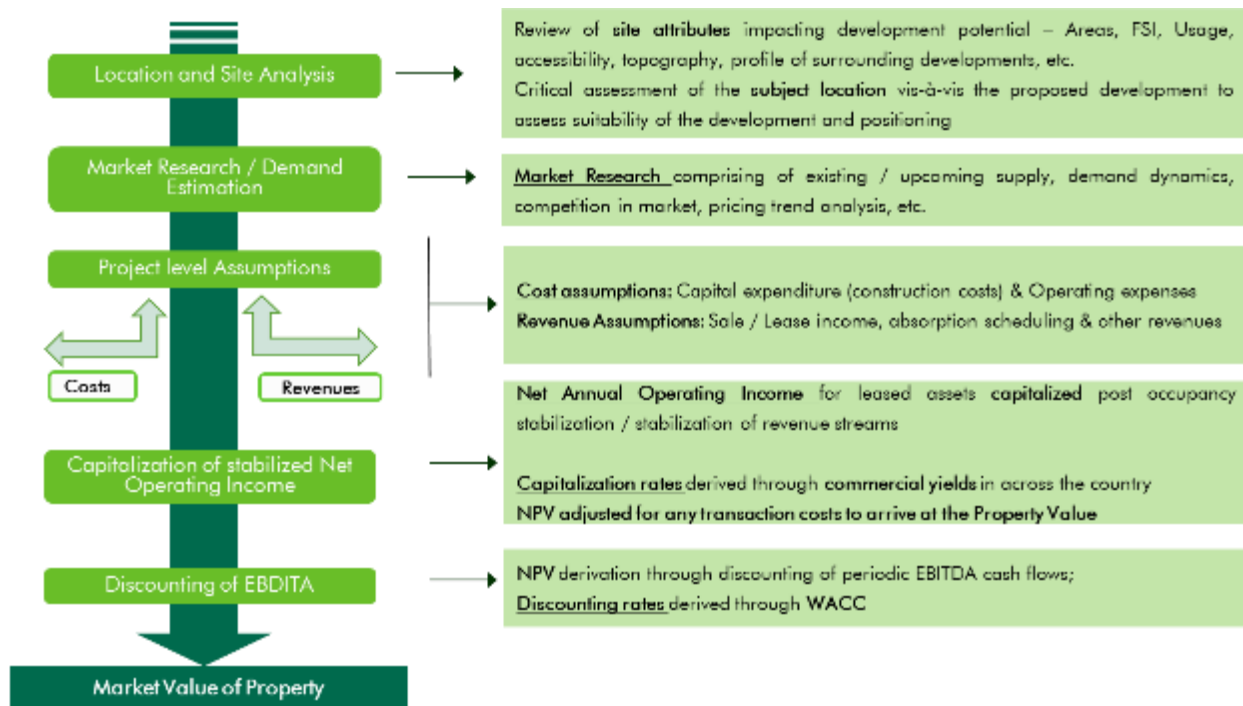 Location and Site Analysis
Review of site attributes impacting development potential – Areas, FSI, Usage,
accessibility, topography, profile of surrounding developments, etc.
Critical assessment of the subject location vis-à-vis the proposed development to
assess suitability of the development and positioning
Market Research / Demand
Estimation
Market Research comprising of existing / upcoming supply, demand dynamics,
competition in market, pricing trend analysis, etc.
Project level Assumptions
Costs
Revenues
Cost assumptions: Capital expenditure (construction costs) & Operating expenses
Revenue Assumptions: Sale / Lease income, absorption scheduling & other revenues
Capitalization of stabilized Net
Operating Income
Net Annual Operating Income for leased assets capitalized post occupancy
stabilization / stabilization of revenue streams
Capitalization rates derived through commercial yields in across the country
NPV adjusted for any transaction costs to arrive at the Property Value
Discounting of EBDITA
NPV derivation through discounting of periodic EBITDA cash flows;
Discounting rates derived through WACC
Market Value of Property